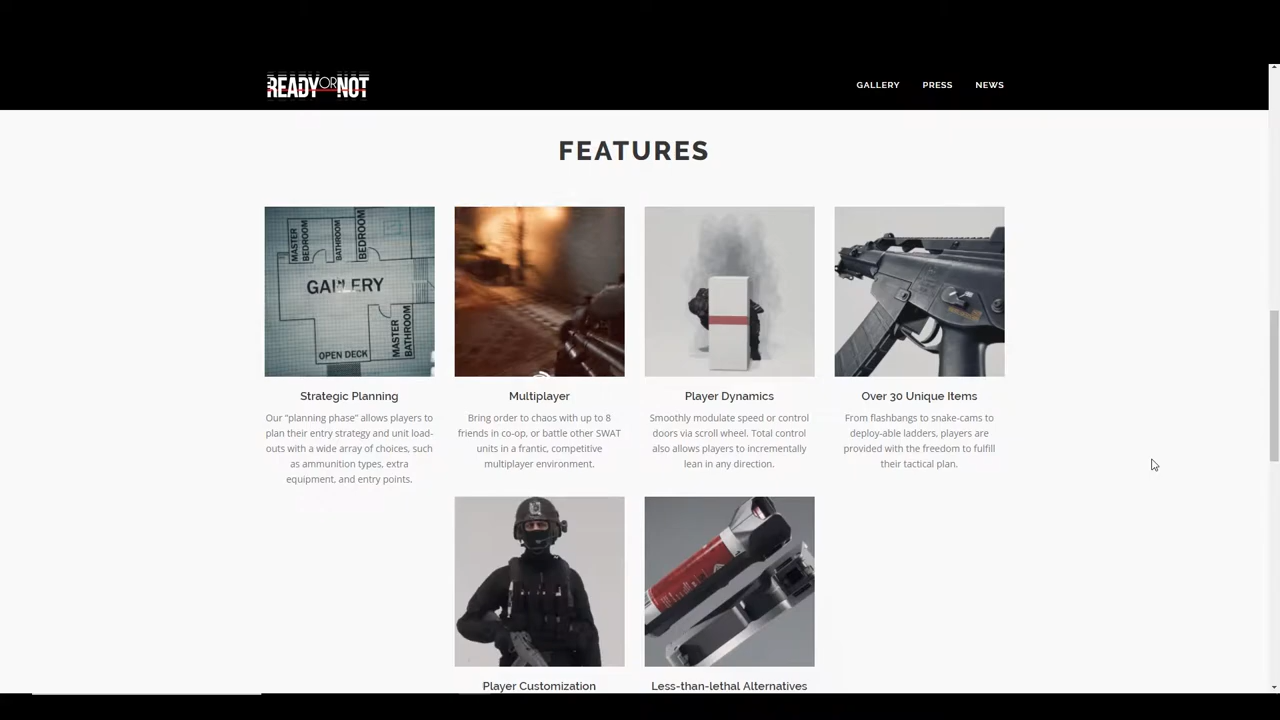 READY OR NOT
GALLERY
PRESS
NEWS
FEATURES
MASTER
BEDROOM
BATHROOM
BEDROOM
GALLERY
MASTER
BATHROOM
OPEN DECK
Strategic Planning
Our “planning phase” allows players to
plan their entry strategy and unit load-
outs with a wide array of choices, such
as ammunition types, extra
equipment, and entry points.
Multiplayer
Bring order to chaos with up to 8
friends in co-op, or battle other SWAT
units in a frantic, competitive
multiplayer environment.
Player Dynamics
Smoothly modulate speed or control
doors via scroll wheel. Total control
also allows players to incrementally
lean in any direction.
Over 30 Unique Items
From flashbangs to snake-cams to
deploy-able ladders, players are
provided with the freedom to fulfill
their tactical plan.
Player Customization
Less-than-lethal Alternatives